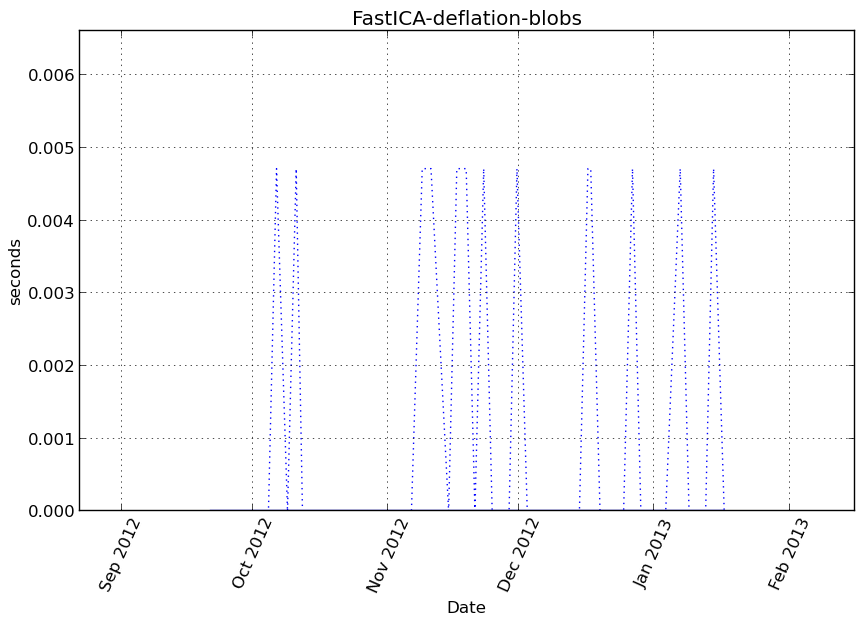 FastICA-deflation-blobs
0.006
0.005
0.004
0.003
0.002
0.001
0.000
seconds
Sep 2012
Oct 2012
Nov 2012
Dec 2012
Jan 2013
Feb 2013
Date